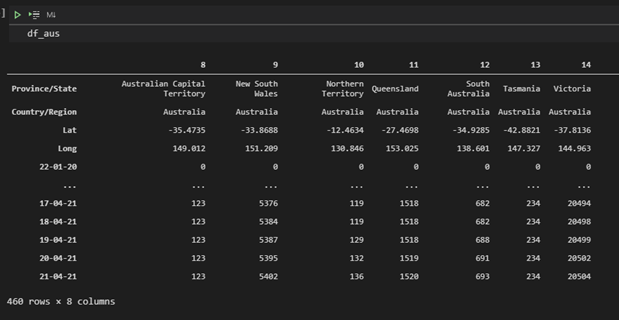 ] M↓
df_aus
8 9 10 11 12 13 14
Province/State Australian Capital Territory New South Wales Northern Territory Queensland South Australia Tasmania Victoria
Country/Region Australia Australia Australia Australia Australia Australia Australia
Lat -35.4735 -33.8688 -12.4634 -27.4698 -34.9285 -42.8821 -37.8136
Long 149.012 151.209 130.846 153.025 138.601 147.327 144.963
22-01-20 0 0 0 0 0 0 0
... ... ... ... ... ... ... ...
17-04-21 123 5376 119 1518 682 234 20494
18-04-21 123 5384 119 1518 682 234 20498
19-04-21 123 5387 129 1518 688 234 20499
20-04-21 123 5395 132 1519 691 234 20502
21-04-21 123 5402 136 1520 693 234 20504
460 rows × 8 columns